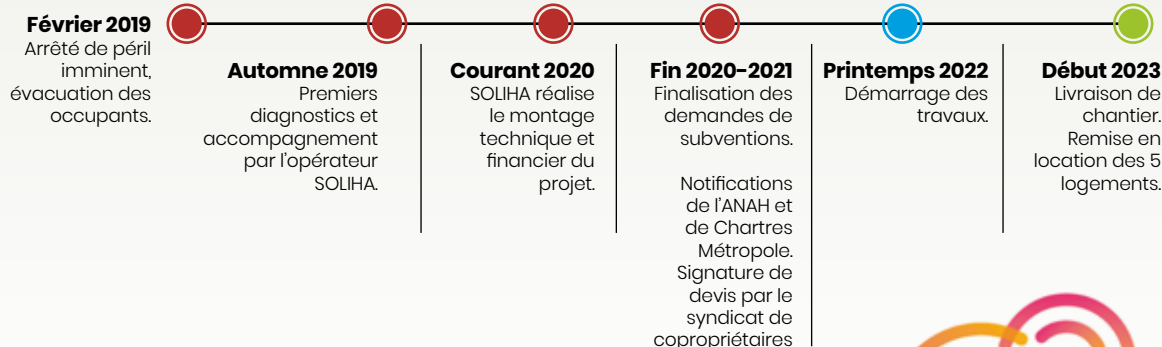 Février 2019
Arrêté de péril
imminent,
évacuation des
occupants.
Automne 2019
Premiers
diagnostics et
accompagnement
par l’opérateur
SOLIHA.
Courant 2020
SOLIHA réalise
le montage
technique et
financier du
projet.
Fin 2020-2021
Finalisation des
demandes de
subventions.
Notifications
de l’ANAH et
de Chartres
Métropole.
Signature de
devis par le
syndicat de
copropriétaires
Printemps 2022
Démarrage des
travaux.
Début 2023
Livraison de
chantier.
Remise en
location des 5
logements.